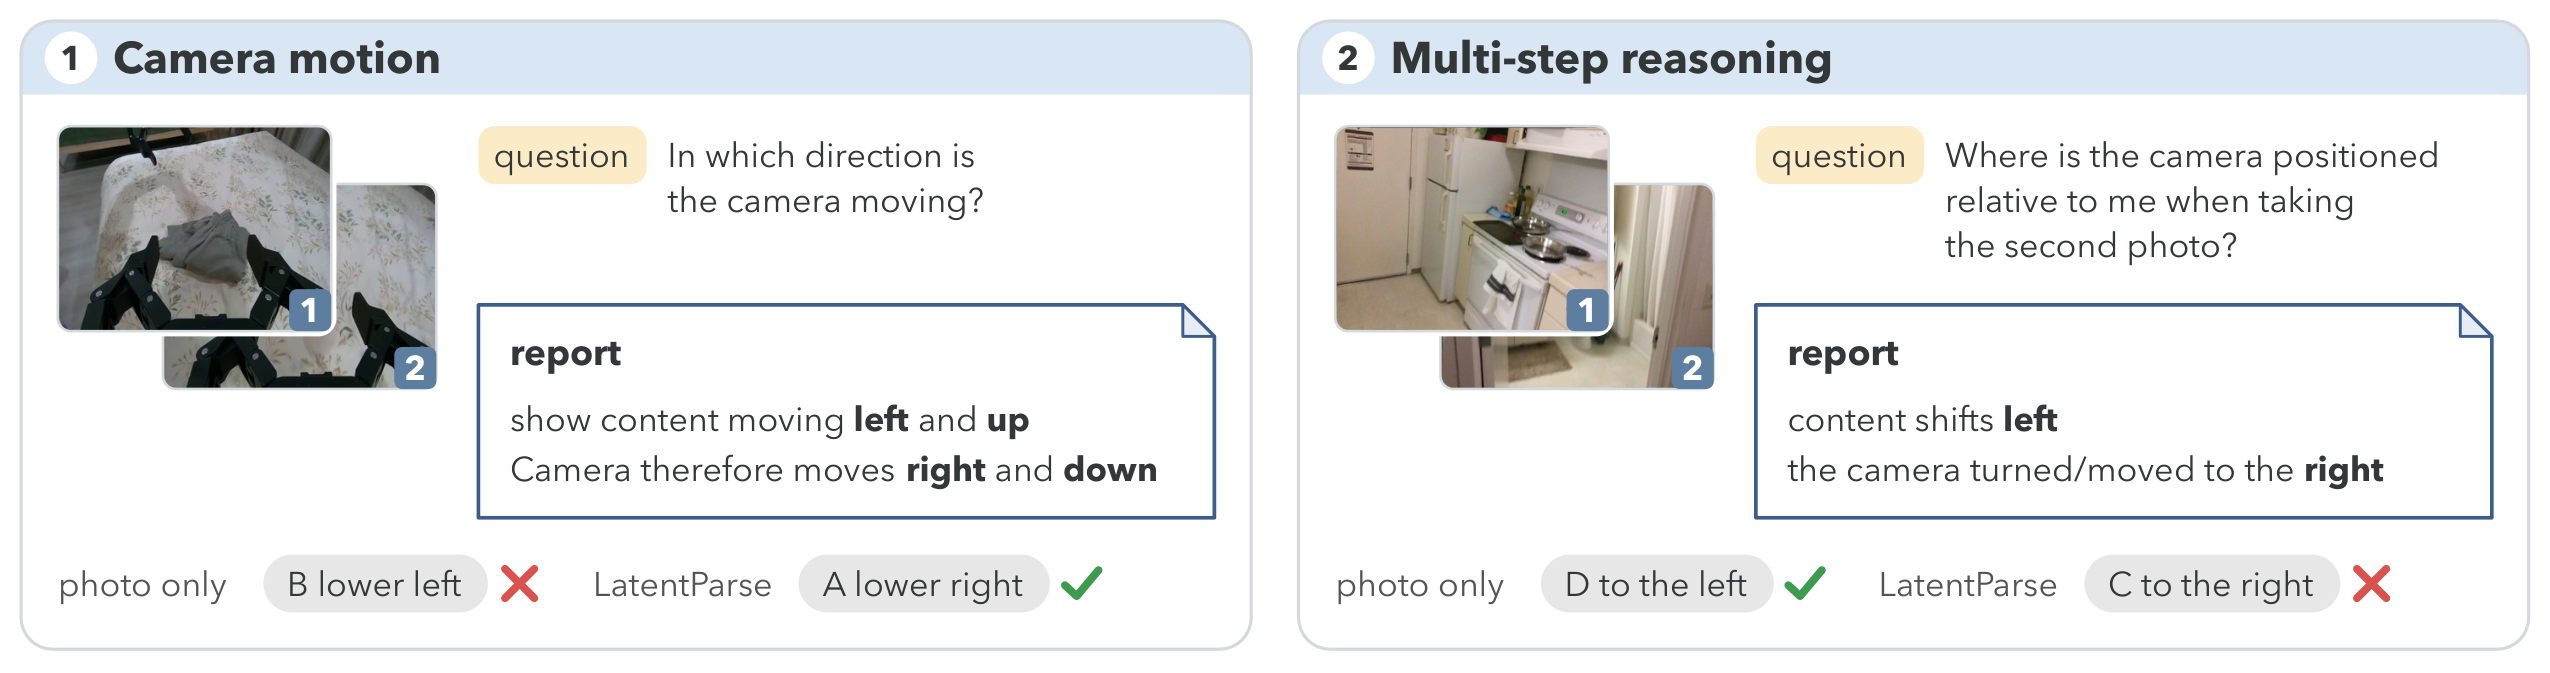 1 Camera motion
1
2
question In which direction is
the camera moving?
report
show content moving left and up
Camera therefore moves right and down
photo only B lower left LatentParse A lower right
2 Multi-step reasoning
1
2
question Where is the camera positioned
relative to me when taking
the second photo?
report
content shifts left
the camera turned/moved to the right
photo only D to the left LatentParse C to the right